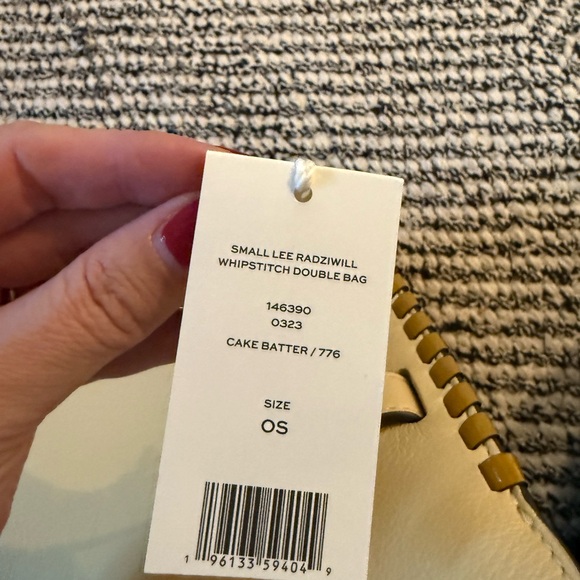 SMALL LEE RADZIWILL
WHIPSTITCH DOUBLE BAG
146390
0323
CAKE BATTER / 776
SIZE
OS
1 96133 59404 9